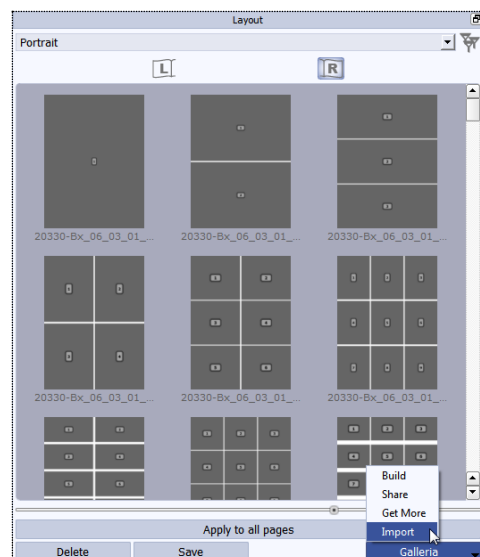 Layout
Portrait
L R
20330-Bx_06_03_01_... 20330-Bx_06_03_01_... 20330-Bx_06_03_01_...
20330-Bx_06_03_01_... 20330-Bx_06_03_01_... 20330-Bx_06_03_01_...
Build
Share
Get More
Import
Apply to all pages
Delete Save Galleria